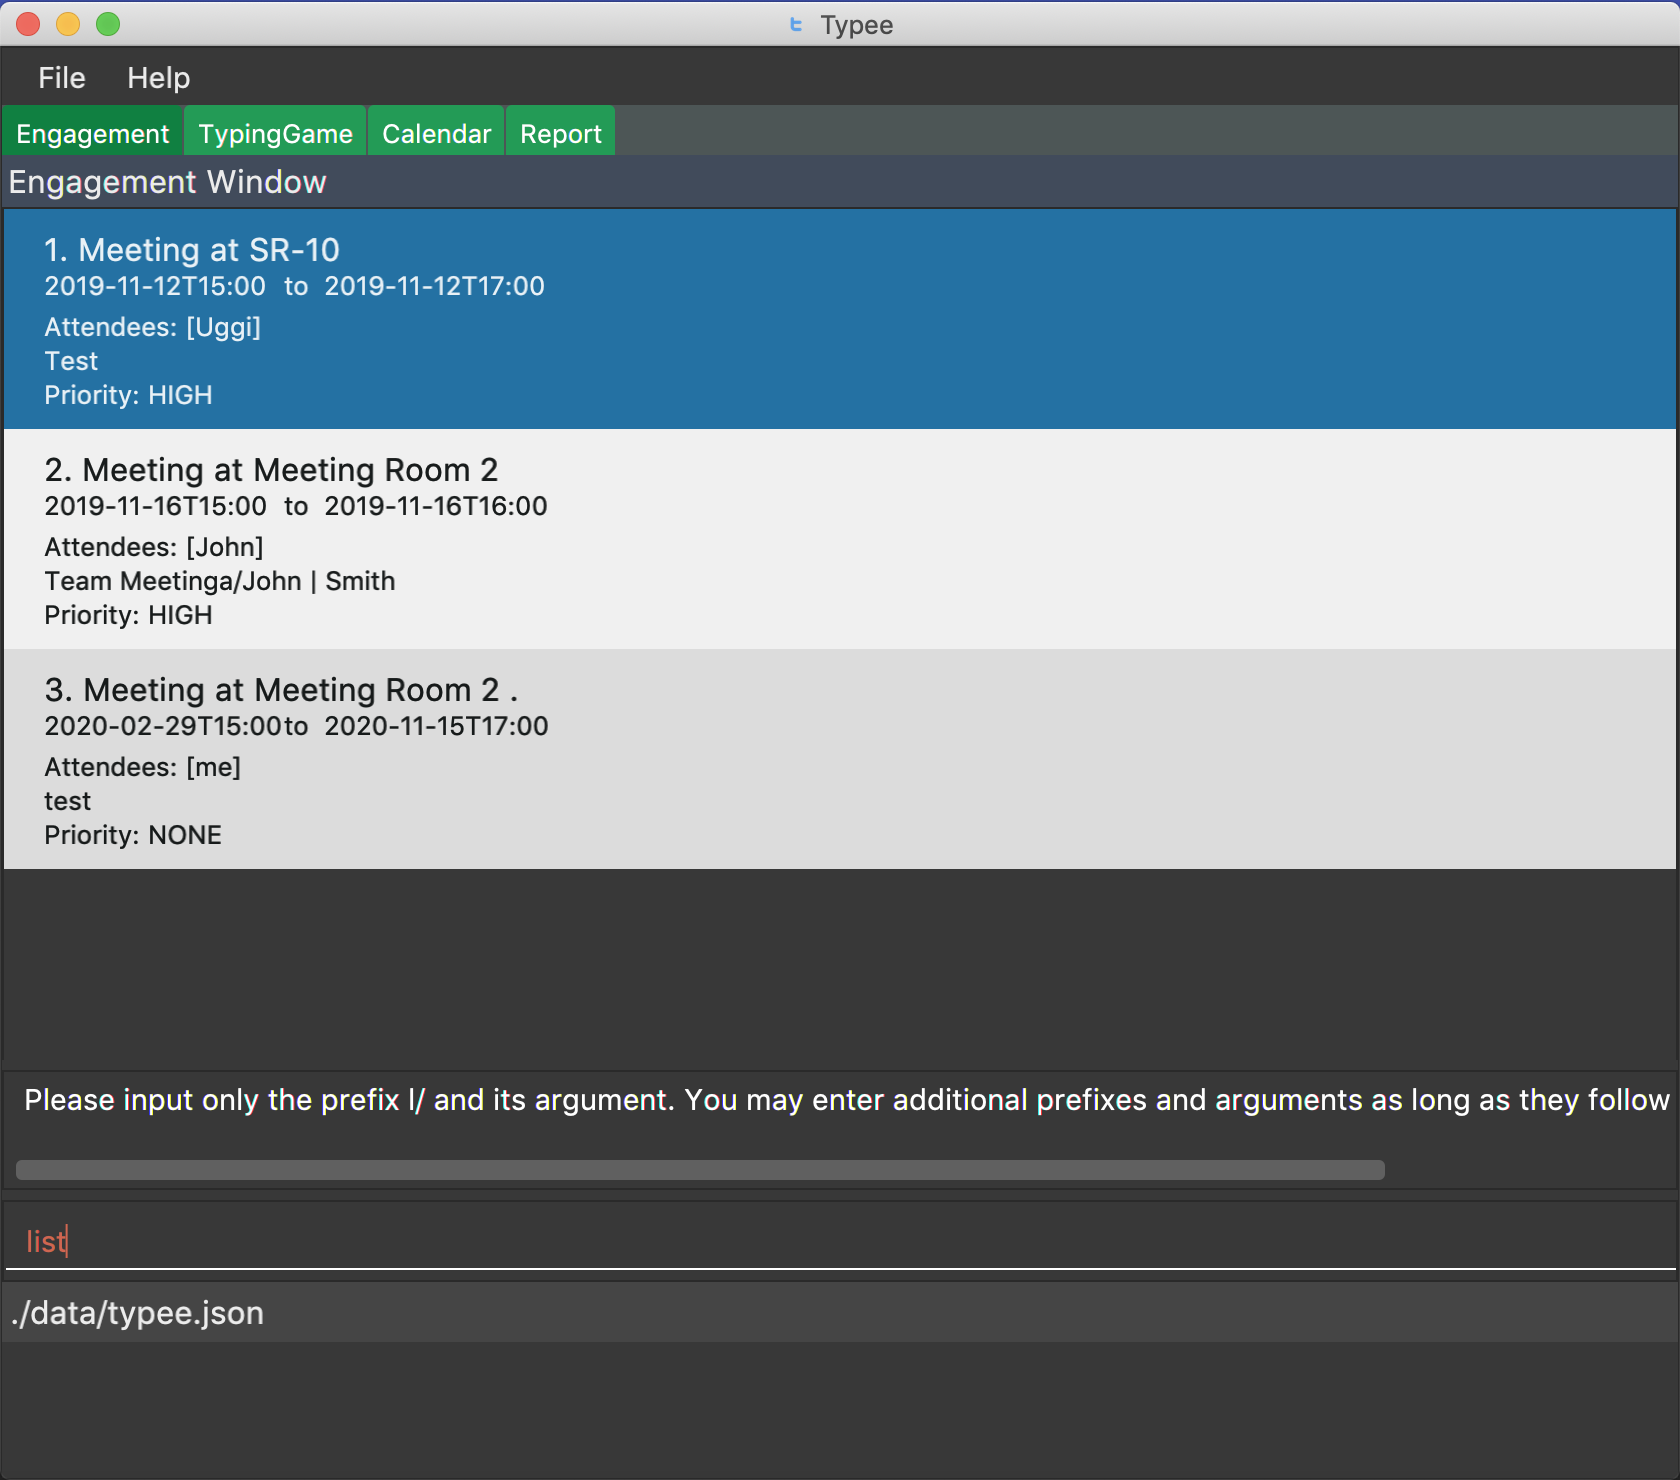 Typee
File Help
Engagement TypingGame Calendar Report
Engagement Window
1. Meeting at SR-10
2019-11-12T15:00 to 2019-11-12T17:00
Attendees: [Uggi]
Test
Priority: HIGH
2. Meeting at Meeting Room 2
2019-11-16T15:00 to 2019-11-16T16:00
Attendees: [John]
Team Meetinga/John | Smith
Priority: HIGH
3. Meeting at Meeting Room 2 .
2020-02-29T15:00to 2020-11-15T17:00
Attendees: [me]
test
Priority: NONE
Please input only the prefix l/ and its argument. You may enter additional prefixes and arguments as long as they follow
list
./data/typee.json